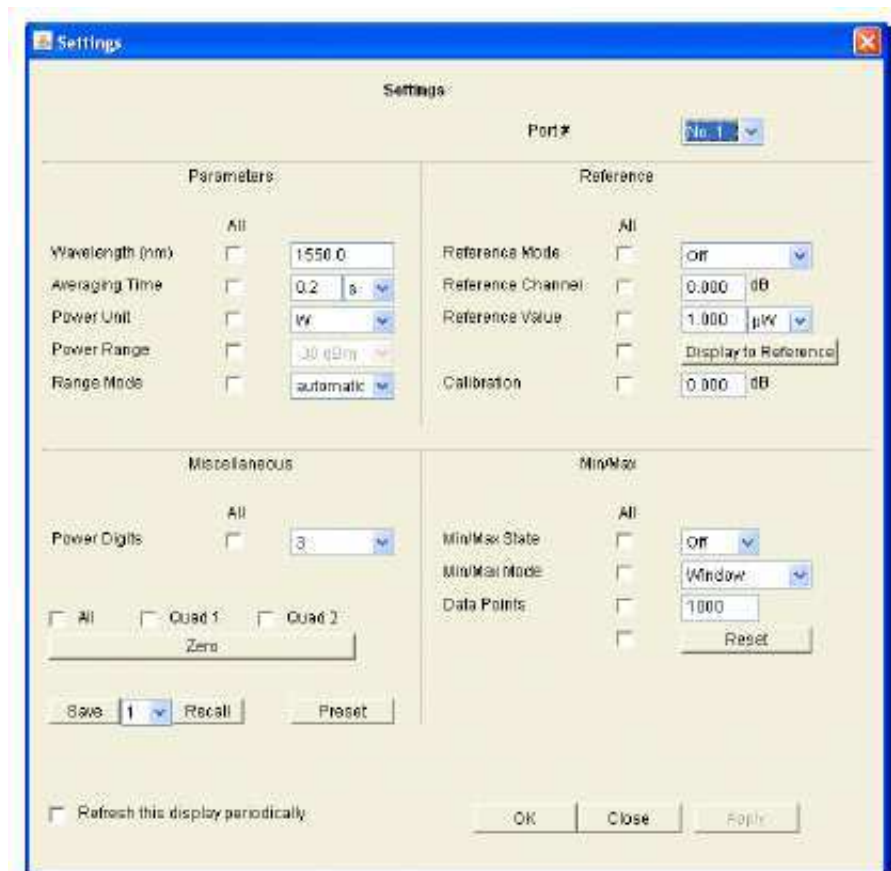 Settings
Settings
Port # No. 1
Parameters
All
Wavelength (nm) 1550.0
Averaging Time 0.2 s
Power Unit W
Power Range -30 dBm
Range Mode automatic
Reference
All
Reference Mode Off
Reference Channel 0.000 dB
Reference Value 1.000 µW
Display to Reference
Calibration 0.000 dB
Miscellaneous
All
Power Digits 3
All Quad 1 Quad 2
Zero
Save 1 Recall Preset
Min/Max
All
Min/Max State Off
Min/Max Mode Window
Data Points 1000
Reset
Refresh this display periodically
OK Close Apply